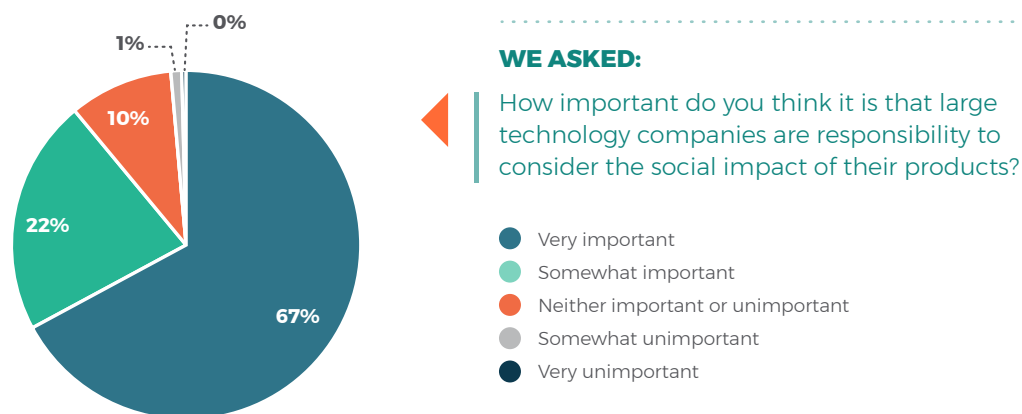 0%
1%
10%
22%
67%
WE ASKED:
How important do you think it is that large
technology companies are responsibility to
consider the social impact of their products?
Very important
Somewhat important
Neither important or unimportant
Somewhat unimportant
Very unimportant